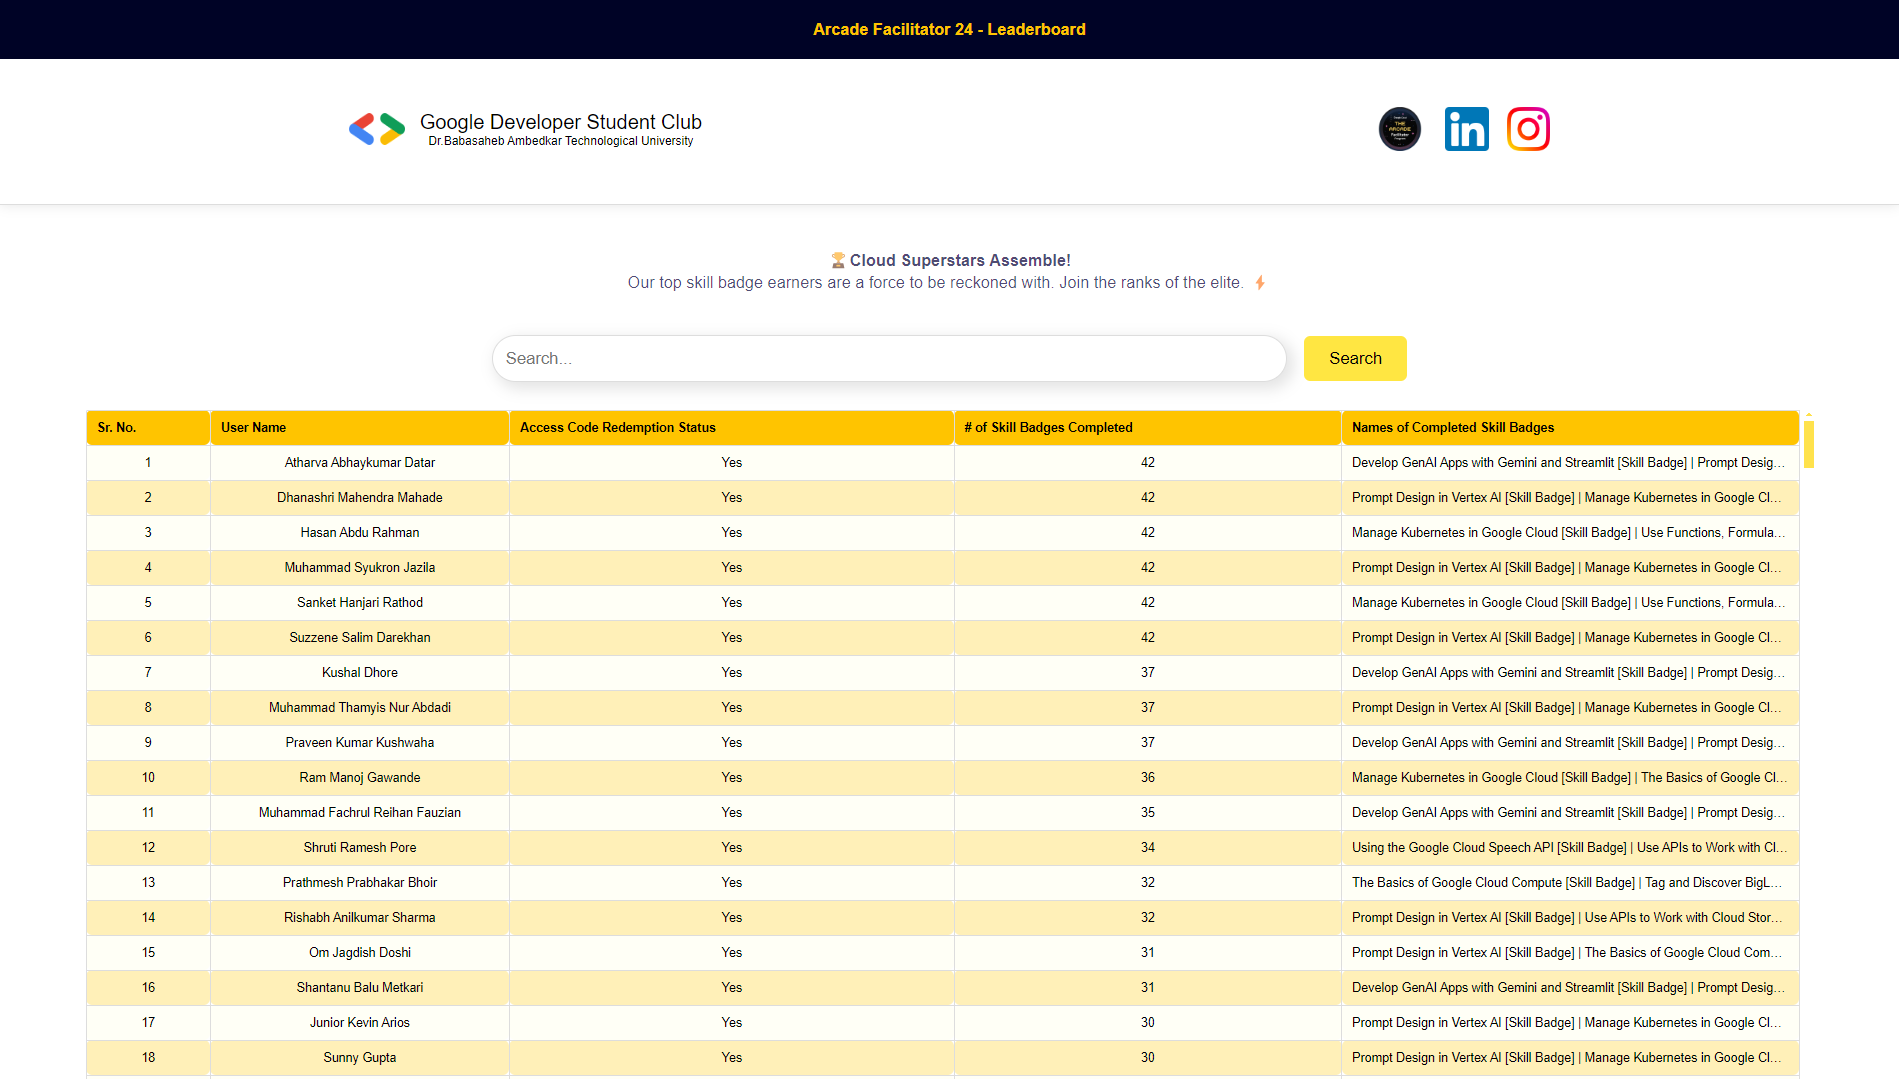 Arcade Facilitator 24 - Leaderboard
Google Developer Student Club
Dr.Babasaheb Ambedkar Technological University
THE
ARCADE
Facilitator
🏆 Cloud Superstars Assemble!
Our top skill badge earners are a force to be reckoned with. Join the ranks of the elite. ⚡
Search... Search
Sr. No. User Name Access Code Redemption Status # of Skill Badges Completed Names of Completed Skill Badges
1 Atharva Abhaykumar Datar Yes 42 Develop GenAI Apps with Gemini and Streamlit [Skill Badge] | Prompt Desig...
2 Dhanashri Mahendra Mahade Yes 42 Prompt Design in Vertex AI [Skill Badge] | Manage Kubernetes in Google Cl...
3 Hasan Abdu Rahman Yes 42 Manage Kubernetes in Google Cloud [Skill Badge] | Use Functions, Formula...
4 Muhammad Syukron Jazila Yes 42 Prompt Design in Vertex AI [Skill Badge] | Manage Kubernetes in Google Cl...
5 Sanket Hanjari Rathod Yes 42 Manage Kubernetes in Google Cloud [Skill Badge] | Use Functions, Formula...
6 Suzzene Salim Darekhan Yes 42 Prompt Design in Vertex AI [Skill Badge] | Manage Kubernetes in Google Cl...
7 Kushal Dhore Yes 37 Develop GenAI Apps with Gemini and Streamlit [Skill Badge] | Prompt Desig...
8 Muhammad Thamyis Nur Abdadi Yes 37 Prompt Design in Vertex AI [Skill Badge] | Manage Kubernetes in Google Cl...
9 Praveen Kumar Kushwaha Yes 37 Develop GenAI Apps with Gemini and Streamlit [Skill Badge] | Prompt Desig...
10 Ram Manoj Gawande Yes 36 Manage Kubernetes in Google Cloud [Skill Badge] | The Basics of Google Cl...
11 Muhammad Fachrul Reihan Fauzian Yes 35 Develop GenAI Apps with Gemini and Streamlit [Skill Badge] | Prompt Desig...
12 Shruti Ramesh Pore Yes 34 Using the Google Cloud Speech API [Skill Badge] | Use APIs to Work with Cl...
13 Prathmesh Prabhakar Bhoir Yes 32 The Basics of Google Cloud Compute [Skill Badge] | Tag and Discover BigL...
14 Rishabh Anilkumar Sharma Yes 32 Prompt Design in Vertex AI [Skill Badge] | Use APIs to Work with Cloud Stor...
15 Om Jagdish Doshi Yes 31 Prompt Design in Vertex AI [Skill Badge] | The Basics of Google Cloud Com...
16 Shantanu Balu Metkari Yes 31 Develop GenAI Apps with Gemini and Streamlit [Skill Badge] | Prompt Desig...
17 Junior Kevin Arios Yes 30 Prompt Design in Vertex AI [Skill Badge] | Manage Kubernetes in Google Cl...
18 Sunny Gupta Yes 30 Prompt Design in Vertex AI [Skill Badge] | Manage Kubernetes in Google Cl...